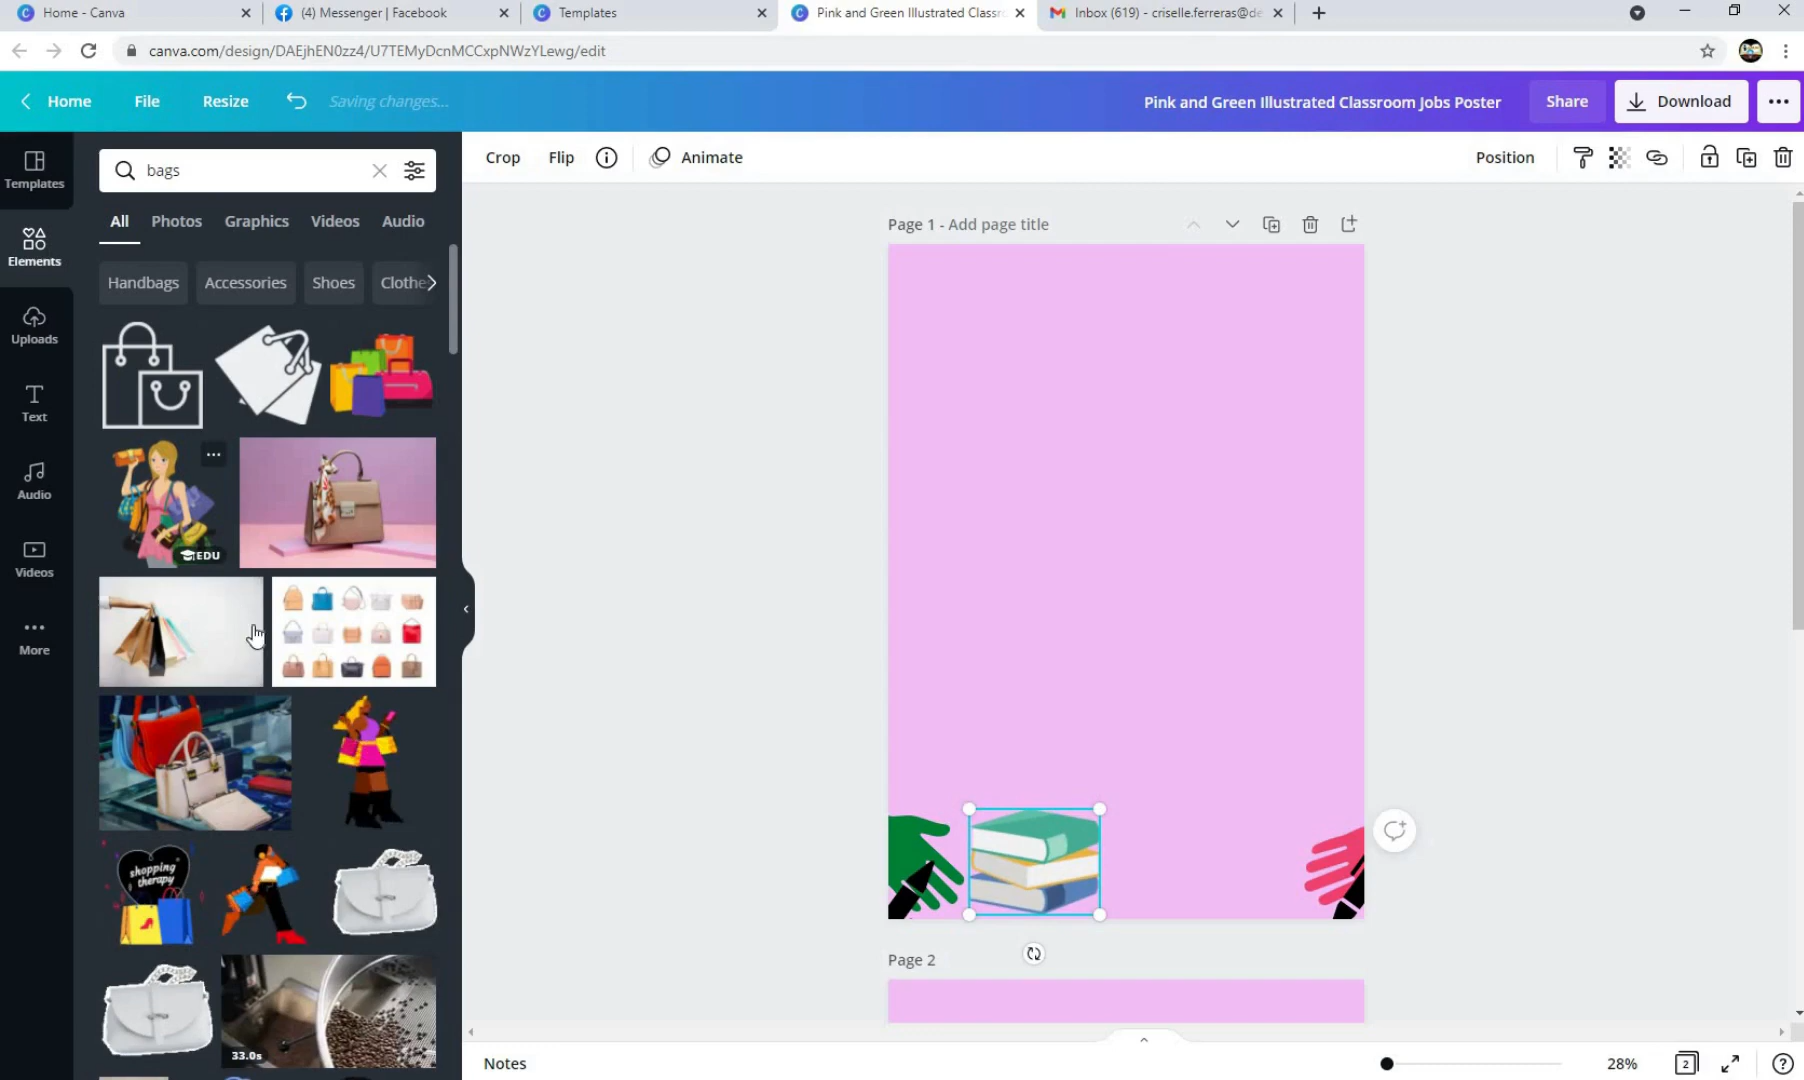 Home - Canva
(4) Messenger | Facebook
Templates
Pink and Green Illustrated Classro
Inbox (619) - criselle.ferreras@de
canva.com/design/DAEjhEN0zz4/U7TEMyDcnMCCxpNWzYLewg/edit
Home
File
Resize
Saving changes...
Pink and Green Illustrated Classroom Jobs Poster
Share
Download
Templates
Elements
Uploads
Text
Audio
Videos
More
bags
All
Photos
Graphics
Videos
Audio
Handbags
Accessories
Shoes
Clothe
EDU
shopping
therapy
33.0s
Crop
Flip
Animate
Position
Page 1 - Add page title
Page 2
Notes
28%
2